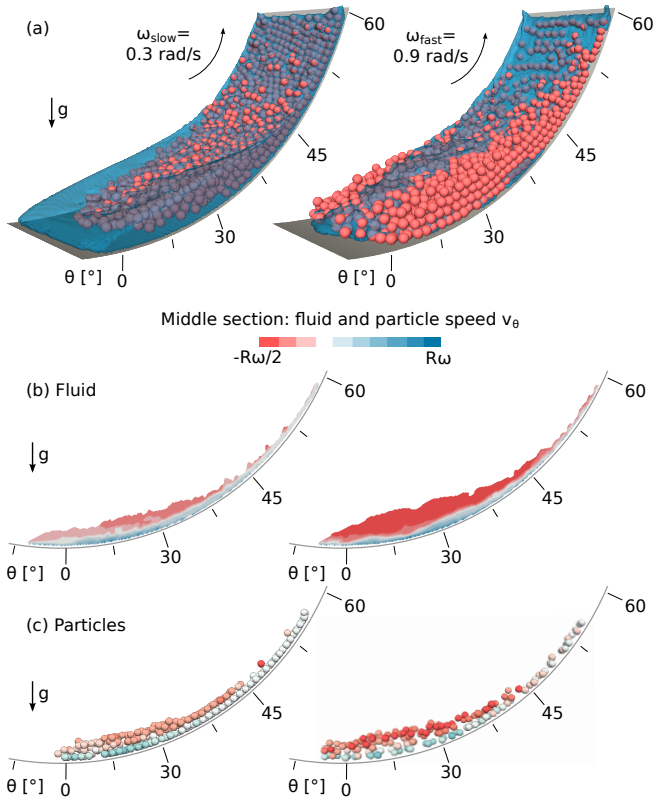 (a)
ω_slow=
0.3 rad/s
60
g
45
30
θ [°] 0
ω_fast=
0.9 rad/s
60
45
30
θ [°] 0
Middle section: fluid and particle speed v_θ
-Rω/2 Rω
(b) Fluid
g
60
45
30
θ [°] 0
60
45
30
θ [°] 0
(c) Particles
g
60
45
30
θ [°] 0
60
45
30
θ [°] 0